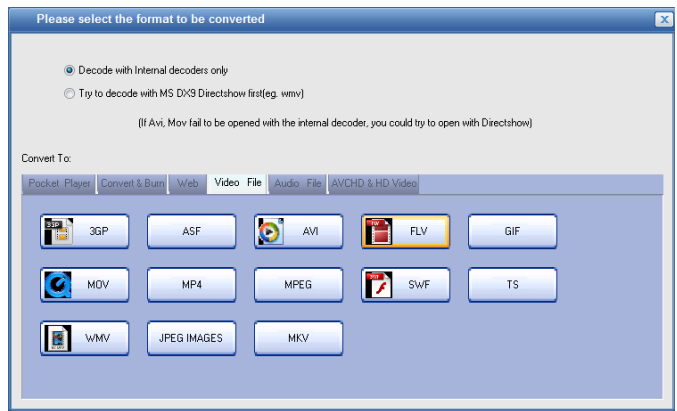 Please select the format to be converted
Decode with Internal decoders only
Try to decode with MS DX9 Directshow first(eg. wmv)
(If Avi, Mov fail to be opened with the internal decoder, you could try to open with Directshow)
Convert To:
Pocket Player Convert & Burn Web Video File Audio File AVCHD & HD Video
3GP 3GP ASF AVI FLV GIF
MOV MP4 MPEG SWF TS
WMV JPEG IMAGES MKV